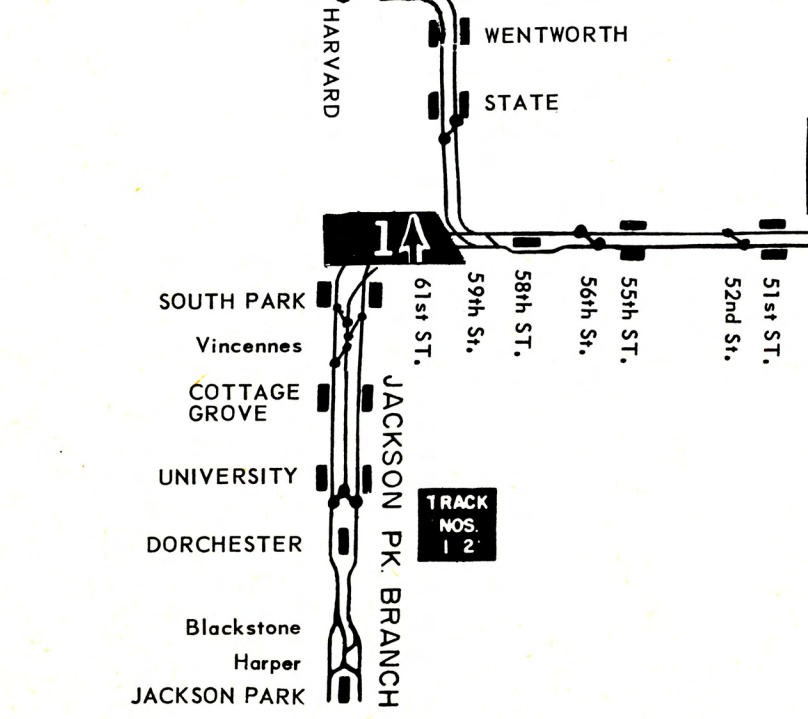 HARVARD
WENTWORTH
STATE
1
61st ST.
59th St.
58th ST.
56th St.
55th ST.
52nd St.
51st ST.
SOUTH PARK
Vincennes
COTTAGE
GROVE
UNIVERSITY
DORCHESTER
Blackstone
Harper
JACKSON PARK
JACKSON PK. BRANCH
TRACK
NOS.
1 2